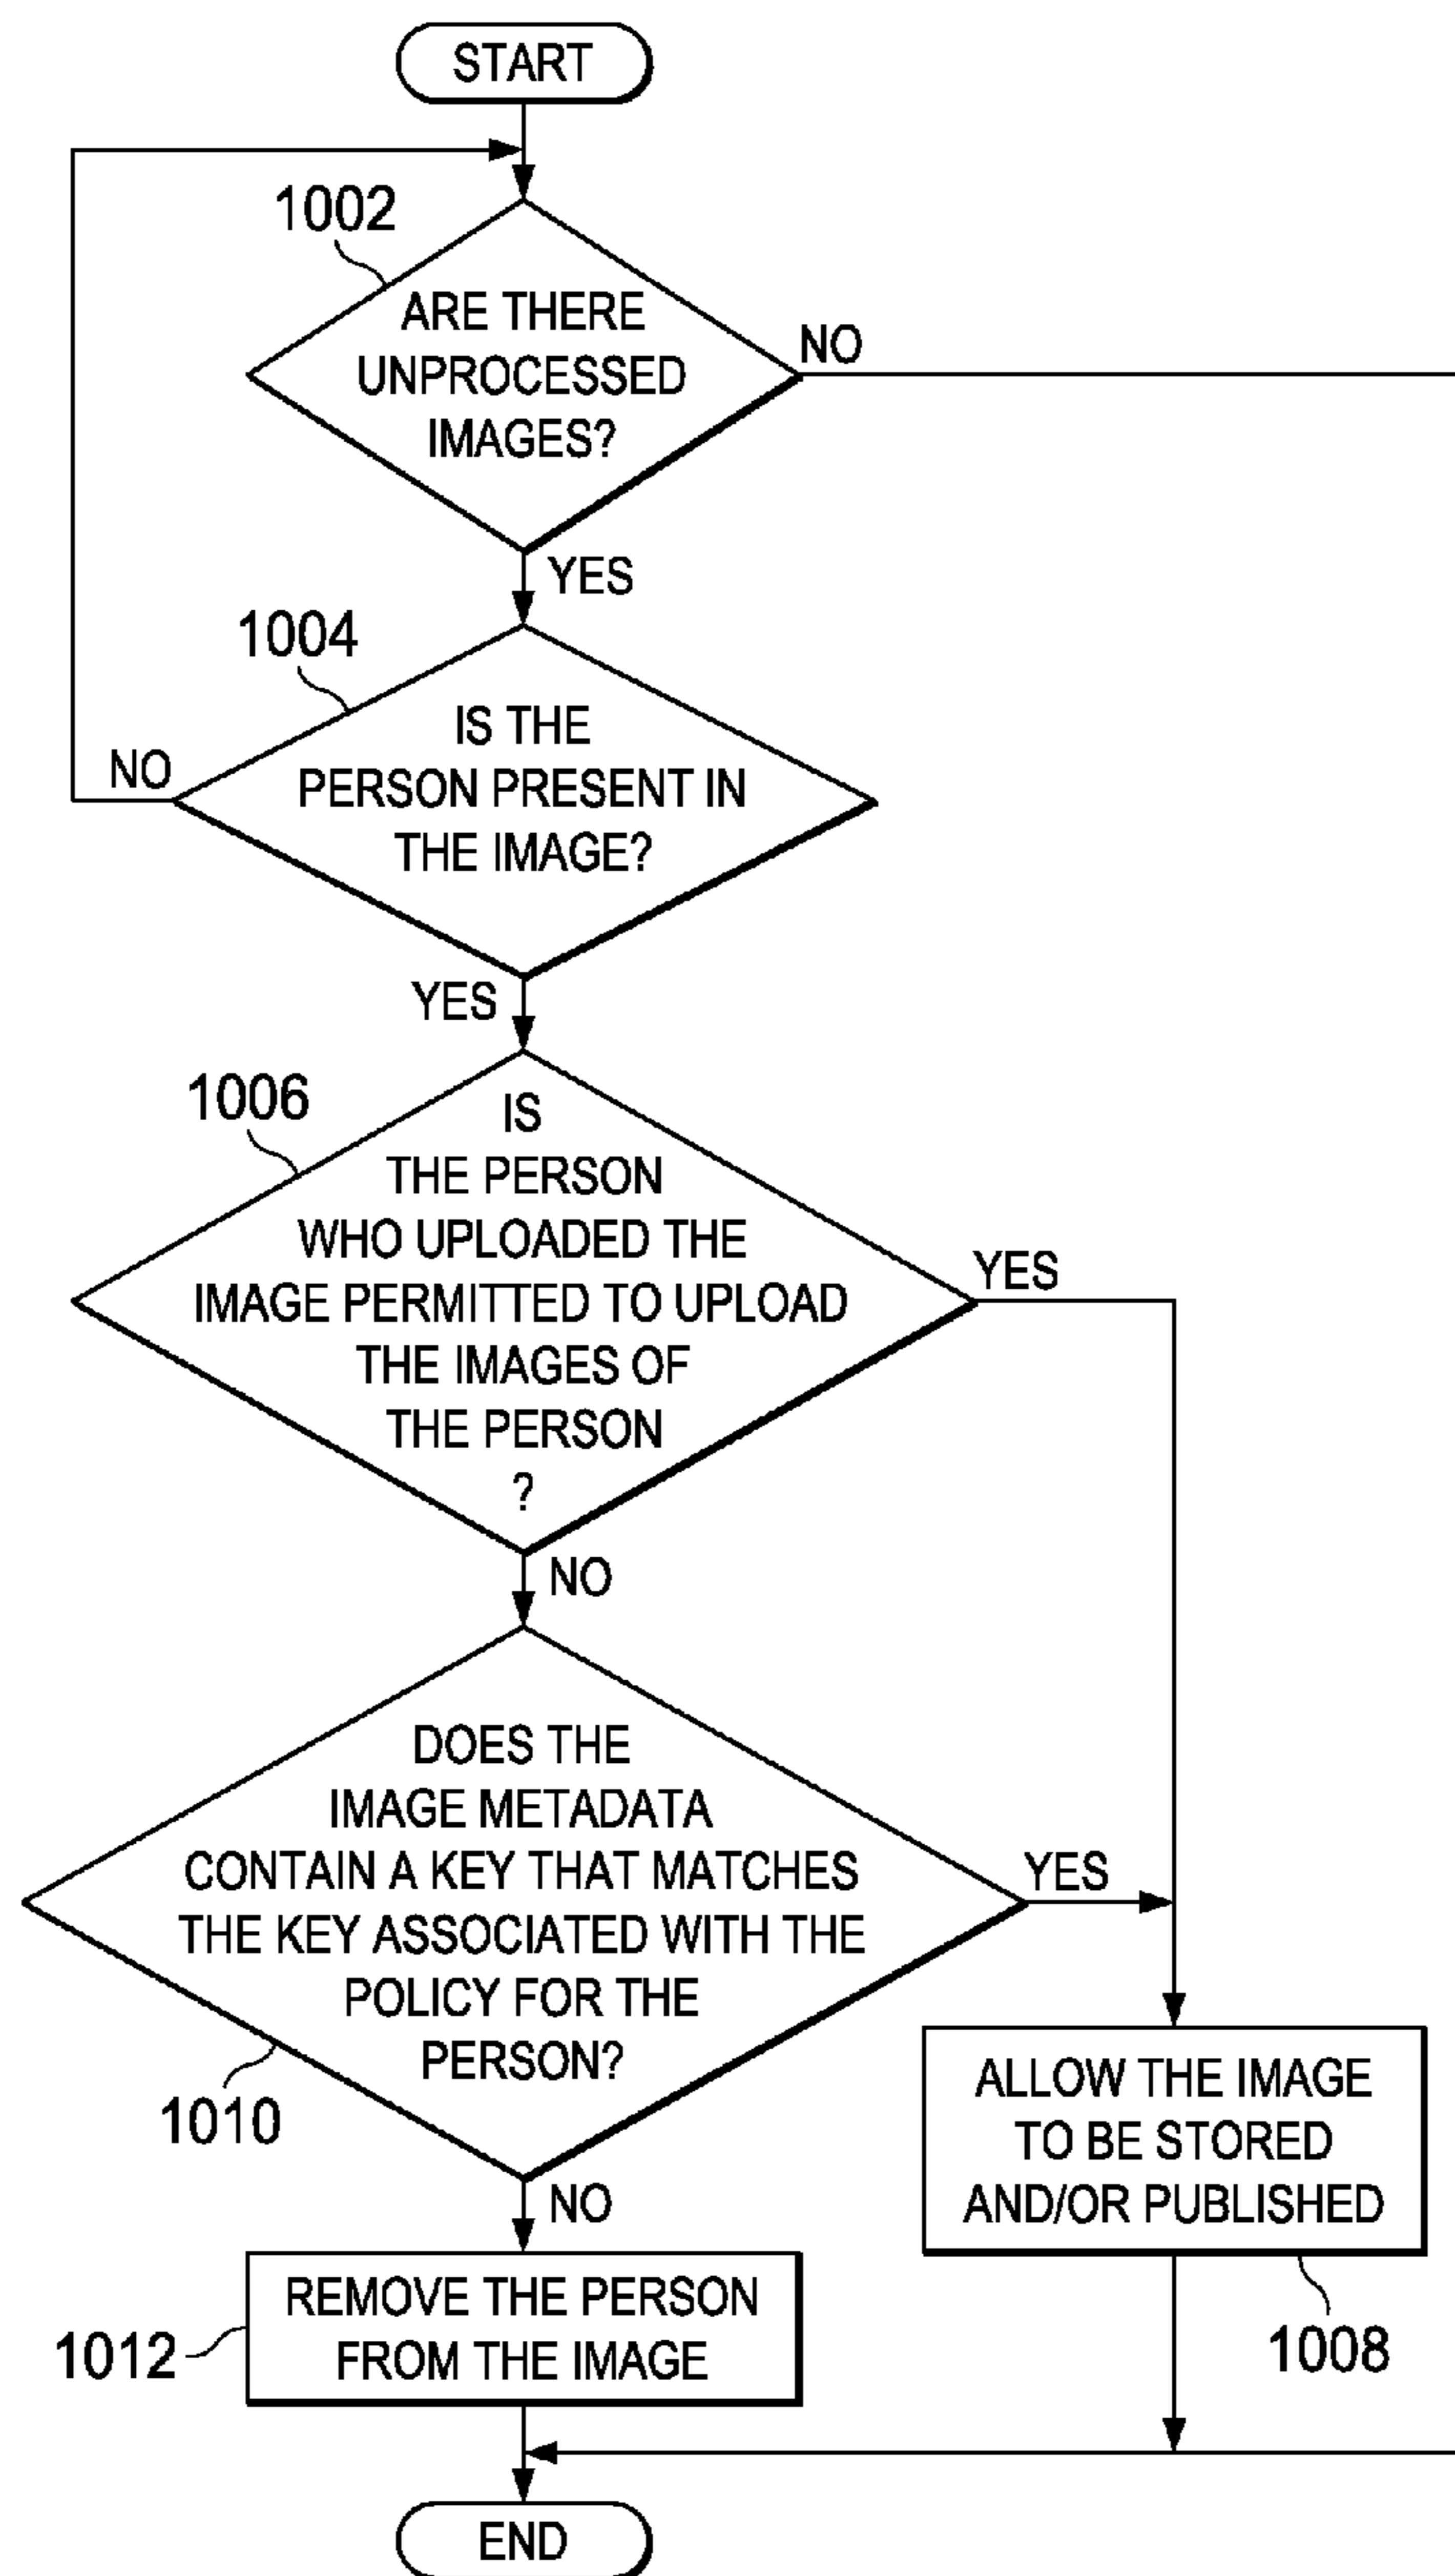 START
1002
ARE THERE
UNPROCESSED
IMAGES?
NO
YES
1004
IS THE
PERSON PRESENT IN
THE IMAGE?
NO
YES
1006
IS
THE PERSON
WHO UPLOADED THE
IMAGE PERMITTED TO UPLOAD
THE IMAGES OF
THE PERSON
?
YES
NO
DOES THE
IMAGE METADATA
CONTAIN A KEY THAT MATCHES
THE KEY ASSOCIATED WITH THE
POLICY FOR THE
PERSON?
YES
1010
NO
ALLOW THE IMAGE
TO BE STORED
AND/OR PUBLISHED
1008
REMOVE THE PERSON
FROM THE IMAGE
1012
END